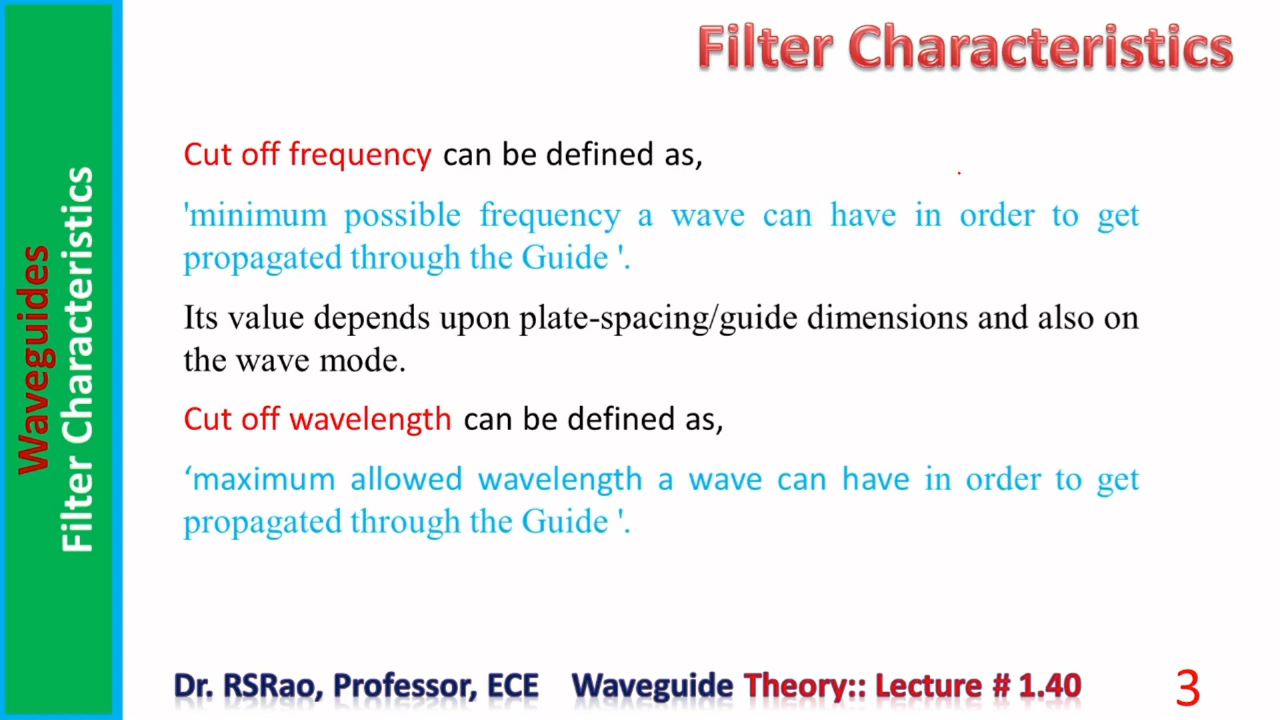 Filter Characteristics
Waveguides
Filter Characteristics
Cut off frequency can be defined as,
'minimum possible frequency a wave can have in order to get
propagated through the Guide '.
Its value depends upon plate-spacing/guide dimensions and also on
the wave mode.
Cut off wavelength can be defined as,
‘maximum allowed wavelength a wave can have in order to get
propagated through the Guide '.
Dr. RSRao, Professor, ECE Waveguide Theory:: Lecture # 1.40
3